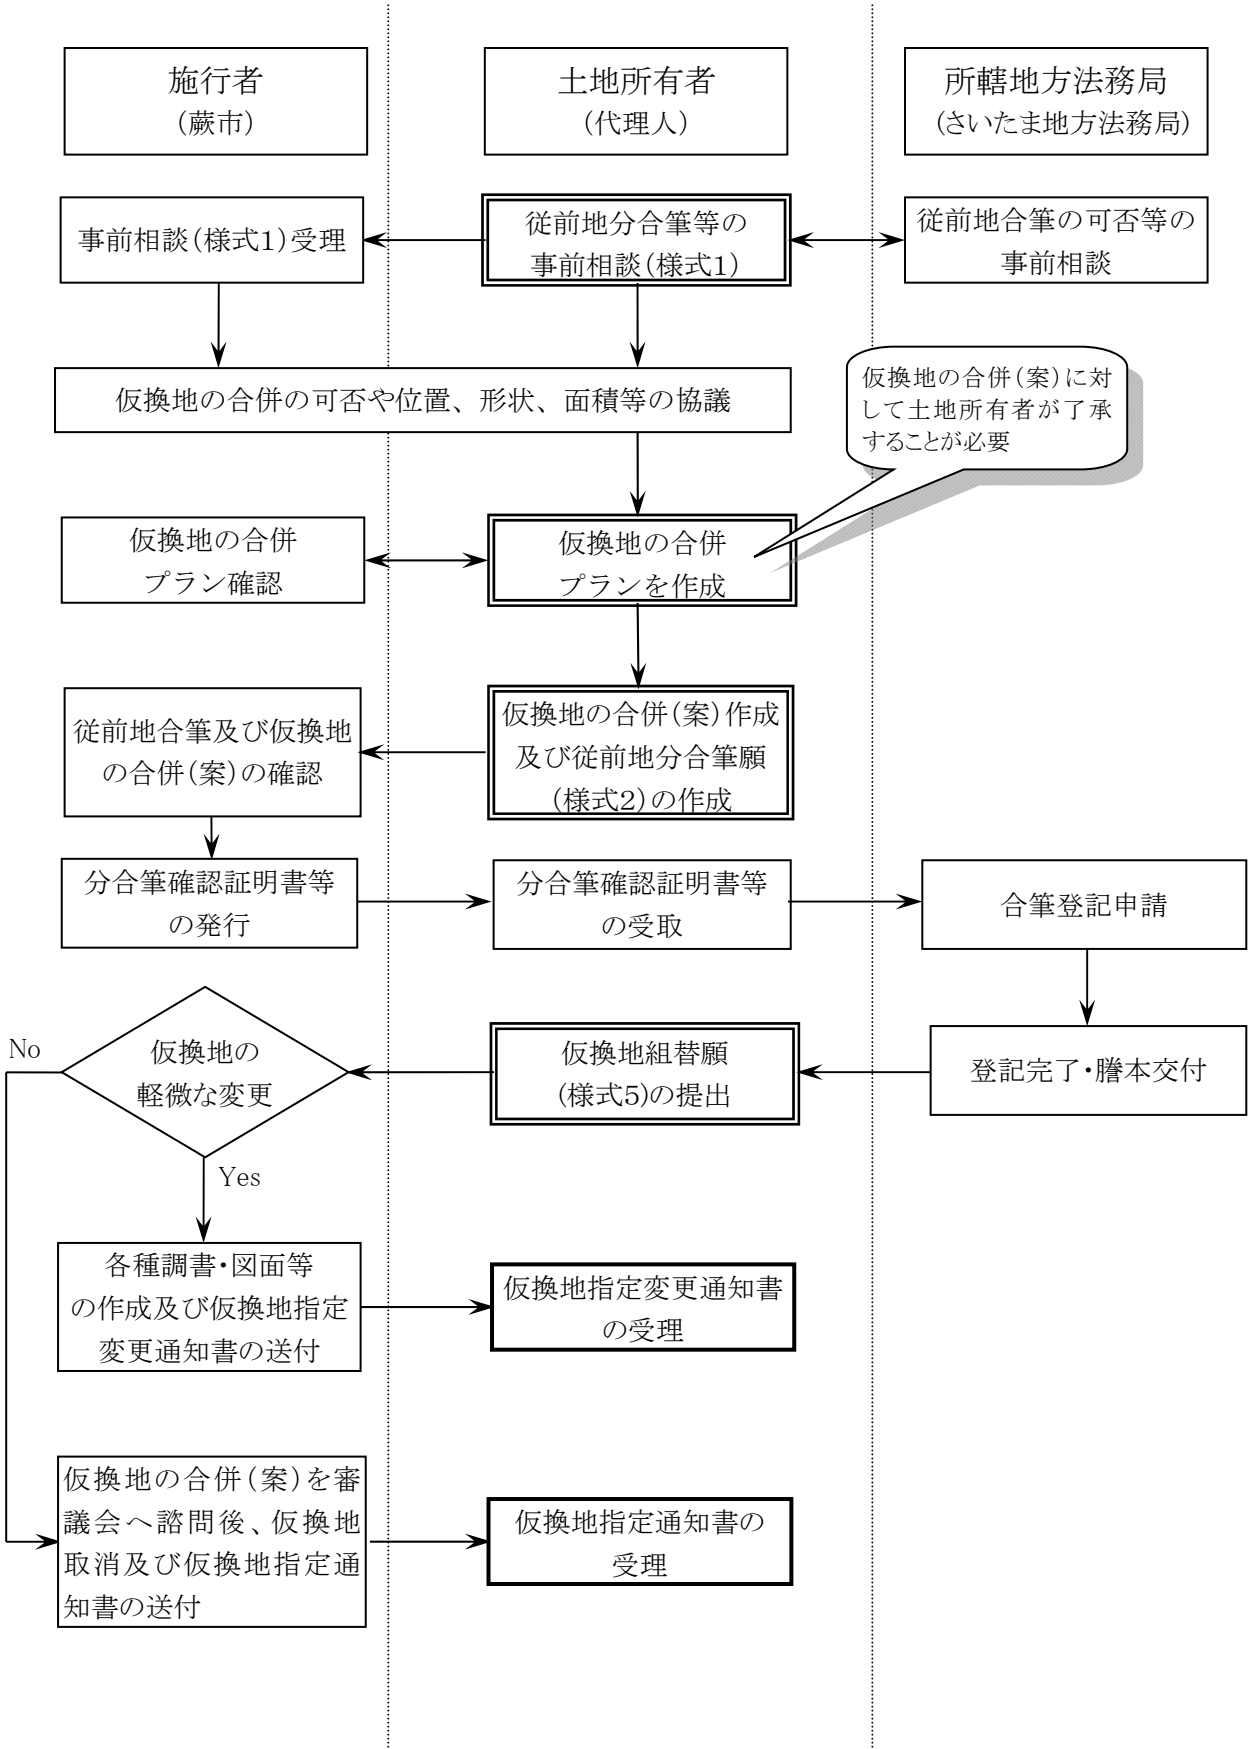 施行者
(蕨市)
土地所有者
(代理人)
所轄地方法務局
(さいたま地方法務局)
事前相談(様式1)受理
従前地分合筆等の
事前相談(様式1)
従前地合筆の可否等の
事前相談
仮換地の合併の可否や位置、形状、面積等の協議
仮換地の合併(案)に対
して土地所有者が了承
することが必要
仮換地の合併
プラン確認
仮換地の合併
プランを作成
従前地合筆及び仮換地
の合併(案)の確認
仮換地の合併(案)作成
及び従前地分合筆願
(様式2)の作成
分合筆確認証明書等
の発行
分合筆確認証明書等
の受取
合筆登記申請
No
仮換地の
軽微な変更
仮換地組替願
(様式5)の提出
登記完了・謄本交付
Yes
各種調書・図面等
の作成及び仮換地指定
変更通知書の送付
仮換地指定変更通知書
の受理
仮換地の合併(案)を審
議会へ諮問後、仮換地
取消及び仮換地指定通
知書の送付
仮換地指定通知書の
受理